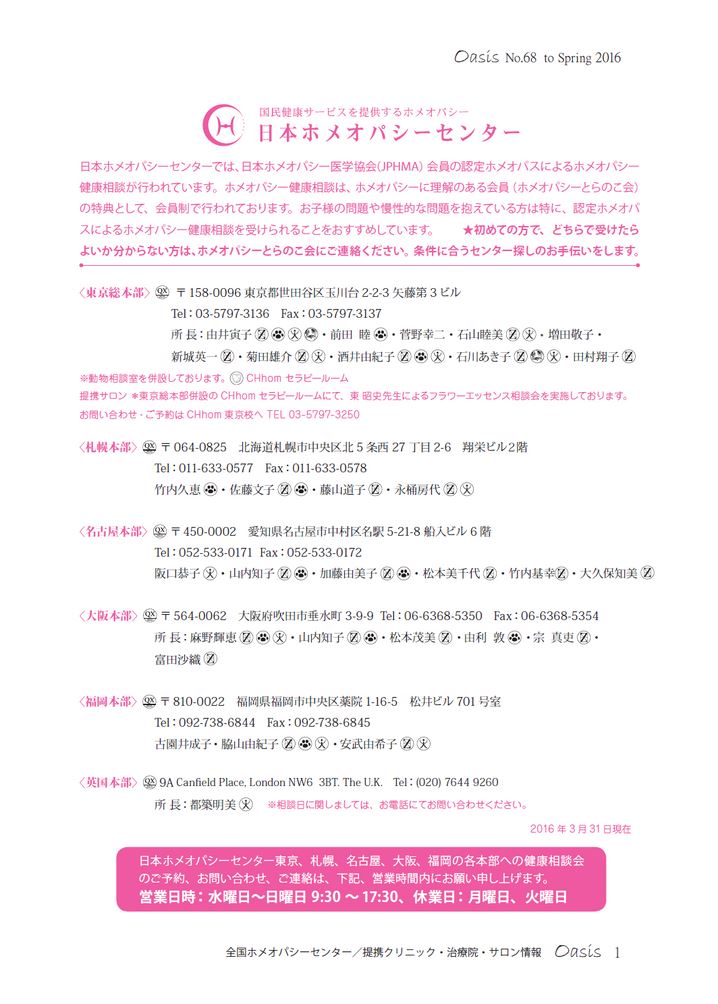 Oasis No.68 to Spring 2016
国民健康サービスを提供するホメオパシー
日本ホメオパシーセンター
日本ホメオパシーセンターでは、日本ホメオパシー医学協会(JPHMA) 会員の認定ホメオパスによるホメオパシー
健康相談が行われています。ホメオパシー健康相談は、ホメオパシーに理解のある会員（ホメオパシーとらのこ会）
の特典として、会員制で行われております。お子様の問題や慢性的な問題を抱えている方は特に、認定ホメオパ
スによるホメオパシー健康相談を受けられることをおすすめしています。 ★初めての方で、どちらで受けたら
よいか分からない方は、ホメオパシーとらのこ会にご連絡ください。条件に合うセンター探しのお手伝いをします。
〈東京総本部〉 〒158-0096 東京都世田谷区玉川台 2-2-3 矢藤第 3 ビル
Tel：03-5797-3136 Fax：03-5797-3137
所 長：由井寅子 Z 火・前田 睦・菅野幸二・石山睦美 Z 火・増田敬子・
新城英一 Z・菊田雄介 Z 火・酒井由紀子 Z 火・石川あき子 Z 火・田村翔子 Z
※動物相談室を併設しております。 CHhom セラピールーム
提携サロン ＊東京総本部併設の CHhom セラピールームにて、東 昭史先生によるフラワーエッセンス相談会を実施しております。
お問い合わせ・ご予約は CHhom 東京校へ TEL 03-5797-3250
〈札幌本部〉 〒 064-0825 北海道札幌市中央区北 5 条西 27 丁目 2-6 翔栄ビル2階
Tel：011-633-0577 Fax：011-633-0578
竹内久恵・佐藤文子 Z・藤山道子 Z・永桶房代 Z 火
〈名古屋本部〉 〒 450-0002 愛知県名古屋市中村区名駅 5-21-8 船入ビル 6 階
Tel：052-533-0171 Fax：052-533-0172
阪口恭子 火・山内知子 Z・加藤由美子 Z・松本美千代 Z・竹内基幸 Z・大久保知美 Z
〈大阪本部〉 〒 564-0062 大阪府吹田市垂水町 3-9-9 Tel：06-6368-5350 Fax：06-6368-5354
所 長：麻野輝恵 Z 火・山内知子 Z・松本茂美 Z・由利 敦・宗 真吏 Z・
富田沙織 Z
〈福岡本部〉 〒 810-0022 福岡県福岡市中央区薬院 1-16-5 松井ビル 701 号室
Tel：092-738-6844 Fax：092-738-6845
古園井成子・脇山由紀子 Z 火・安武由希子 Z 火
〈英国本部〉 9A Canfield Place, London NW6 3BT. The U.K. Tel：(020) 7644 9260
所 長：都築明美 火 ※相談日に関しましては、お電話にてお問い合わせください。
2016 年 3 月 31 日現在
日本ホメオパシーセンター東京、札幌、名古屋、大阪、福岡の各本部への健康相談会
のご予約、お問い合わせ、ご連絡は、下記、営業時間内にお願い申し上げます。
営業日時：水曜日〜日曜日 9:30 〜 17:30、休業日：月曜日、火曜日
全国ホメオパシーセンター／提携クリニック・治療院・サロン情報 Oasis 1